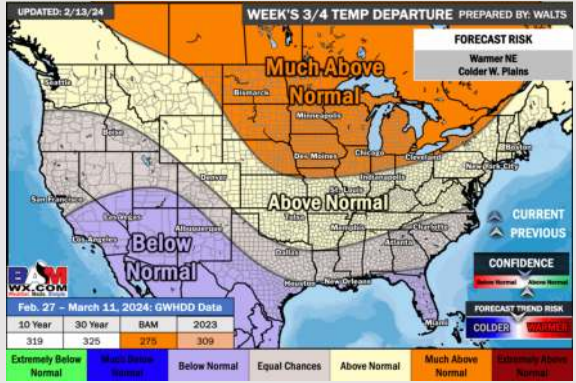 UPDATED: 2/13/24
WEEK'S 3/4 TEMP DEPARTURE PREPARED BY: WALTS
FORECAST RISK
Warmer NE
Colder W. Plains
Much Above
Normal
Seattle
Bismarck
Minneapolis
Boise
Boston
Des Moines
Chicago
Cleveland
New York City
Denver
Indianapolis
St. Louis
San Francisco
Above Normal
Las Vegas
Tulsa
Memphis
Charlotte
Albuquerque
Los Angeles
Atlanta
Below
Normal
Dallas
Houston
New Orleans
Miami
CURRENT
PREVIOUS
CONFIDENCE
Below Normal
Above Normal
BAM
WX.COM
Feb. 27 – March 11, 2024: GWHDD Data
10 Year 30 Year BAM 2023
319 325 275 309
FORECAST TREND RISK
COLDER WARMER
Extremely Below Normal
Much Below Normal
Below Normal
Equal Chances
Above Normal
Much Above Normal
Extremely Above Normal